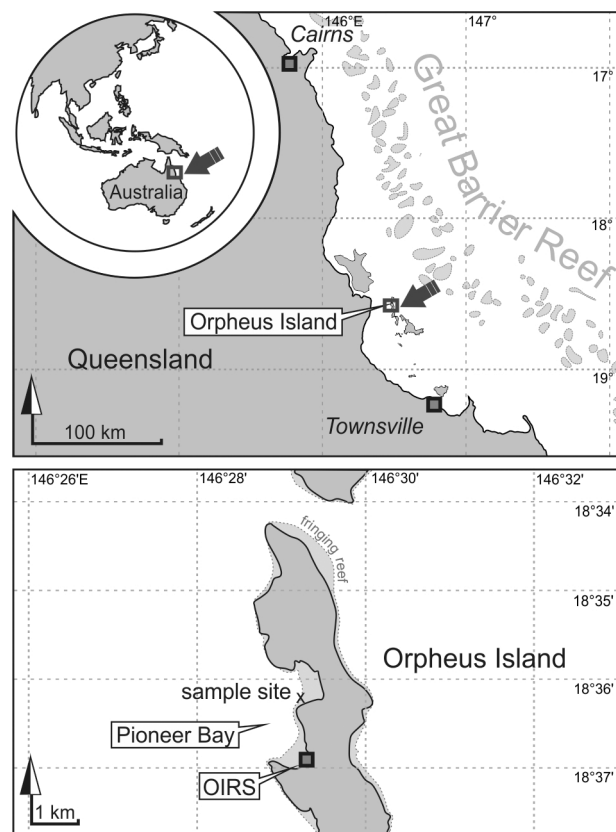 146°E
147°
Cairns
17°
Great Barrier Reef
Australia
18°
Orpheus Island
Queensland
19°
100 km
Townsville
146°26'E
146°28'
146°30'
146°32'
18°34'
fringing reef
18°35'
Orpheus Island
18°36'
sample site x
Pioneer Bay
18°37'
OIRS
1 km